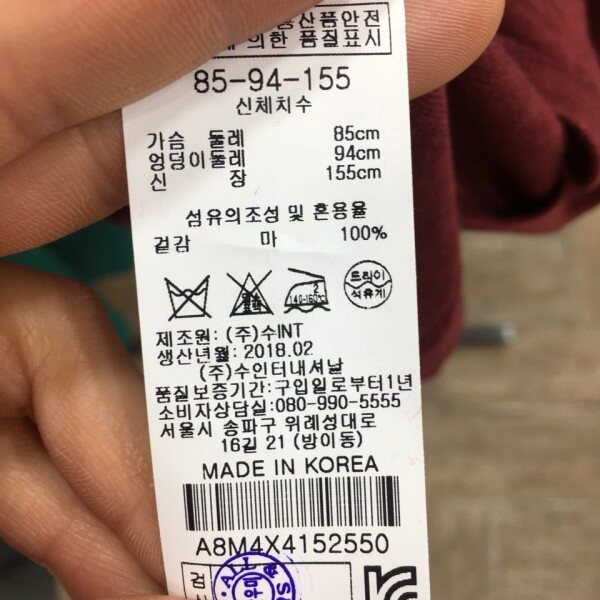 산품안전
의한 품질표시
85-94-155
신체치수
가슴 둘레 85cm
엉덩이둘레 94cm
신 장 155cm
섬유의조성 및 혼용율
겉감 마 100%
2
140-160℃
드라이
석유계
제조원: (주)수INT
생산년월: 2018.02
(주)수인터내셔날
품질보증기간:구입일로부터1년
소비자상담실:080-990-5555
서울시 송파구 위례성대로
16길 21 (방이동)
MADE IN KOREA
A8M4X4152550
검
ALL